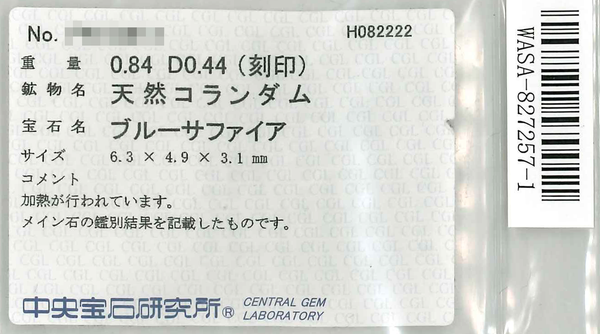 No.
H082222
重量 0.84 D0.44（刻印）
鉱物名 天然コランダム
宝石名 ブルーサファイア
サイズ 6.3 × 4.9 × 3.1 mm
コメント
加熱が行われています。
メイン石の鑑別結果を記載したものです。
中央宝石研究所® CENTRAL GEM
LABORATORY
WASA-827257-1